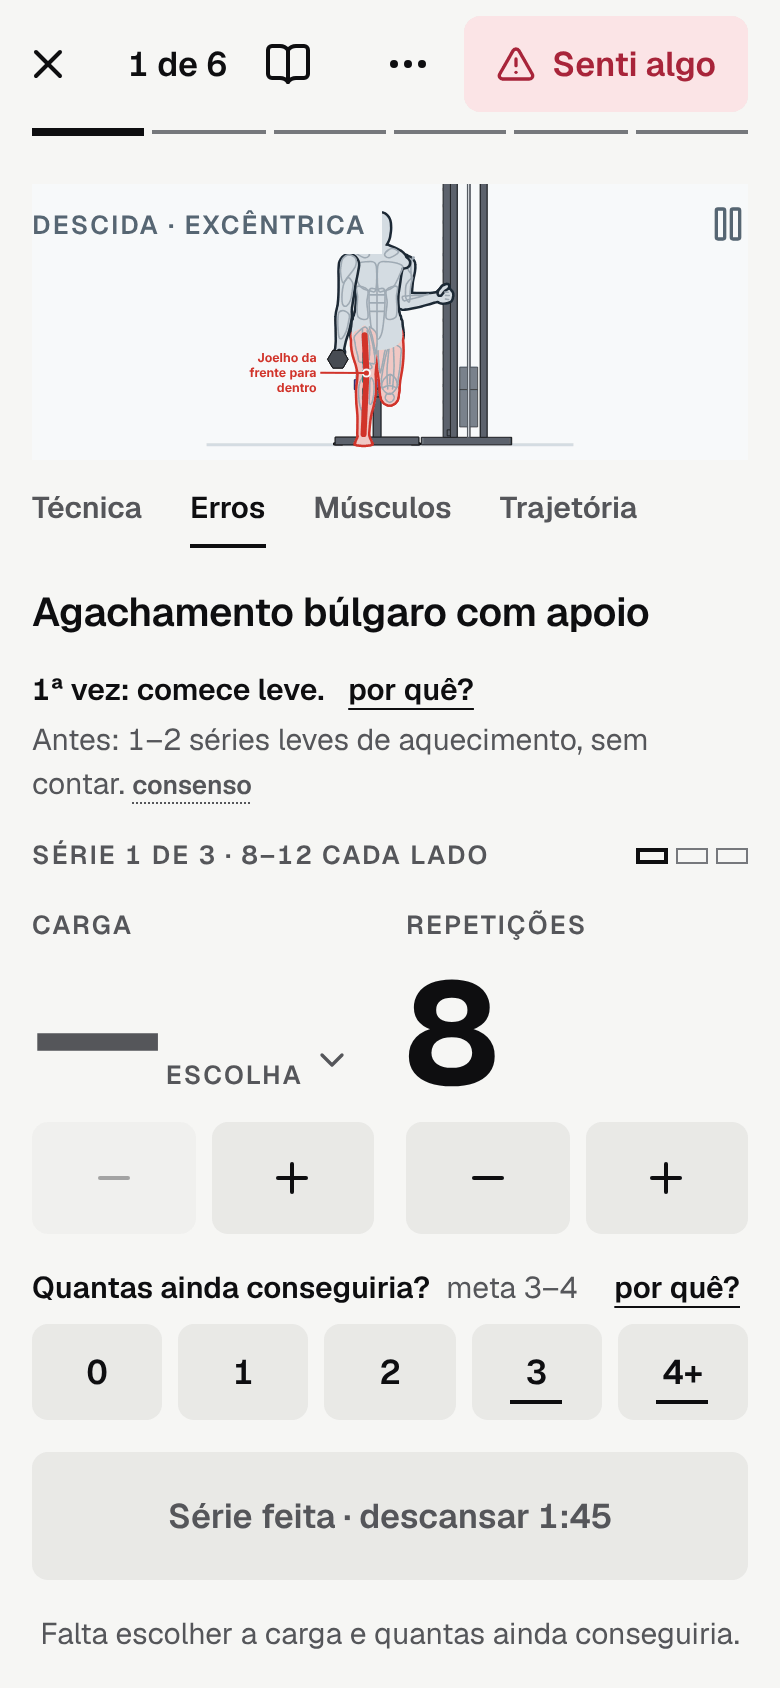 1 de 6
Senti algo
DESCIDA · EXCÊNTRICA
Joelho da
frente para
dentro
Técnica Erros Músculos Trajetória
Agachamento búlgaro com apoio
1ª vez: comece leve. por quê?
Antes: 1–2 séries leves de aquecimento, sem
contar. consenso
SÉRIE 1 DE 3 · 8–12 CADA LADO
CARGA REPETIÇÕES
— ESCOLHA 8
− + − +
Quantas ainda conseguiria? meta 3–4 por quê?
0 1 2 3 4+
Série feita · descansar 1:45
Falta escolher a carga e quantas ainda conseguiria.